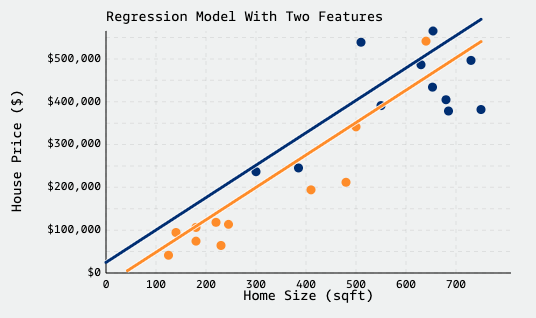 Regression Model With Two Features
House Price ($)
$500,000
$400,000
$300,000
$200,000
$100,000
$0
0 100 200 300 400 500 600 700
Home Size (sqft)